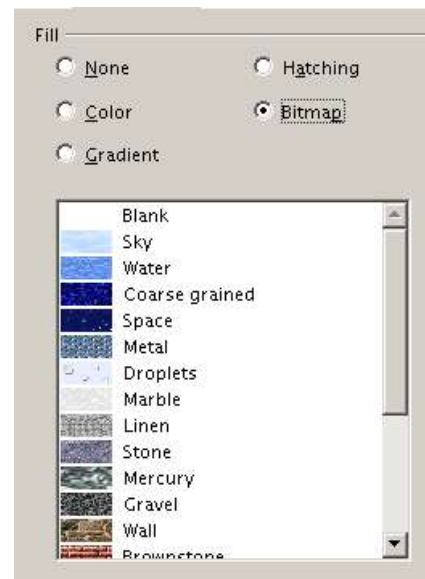 Fill
None
Hatching
Color
Bitmap
Gradient
Blank
Sky
Water
Coarse grained
Space
Metal
Droplets
Marble
Linen
Stone
Mercury
Gravel
Wall
Brownstone